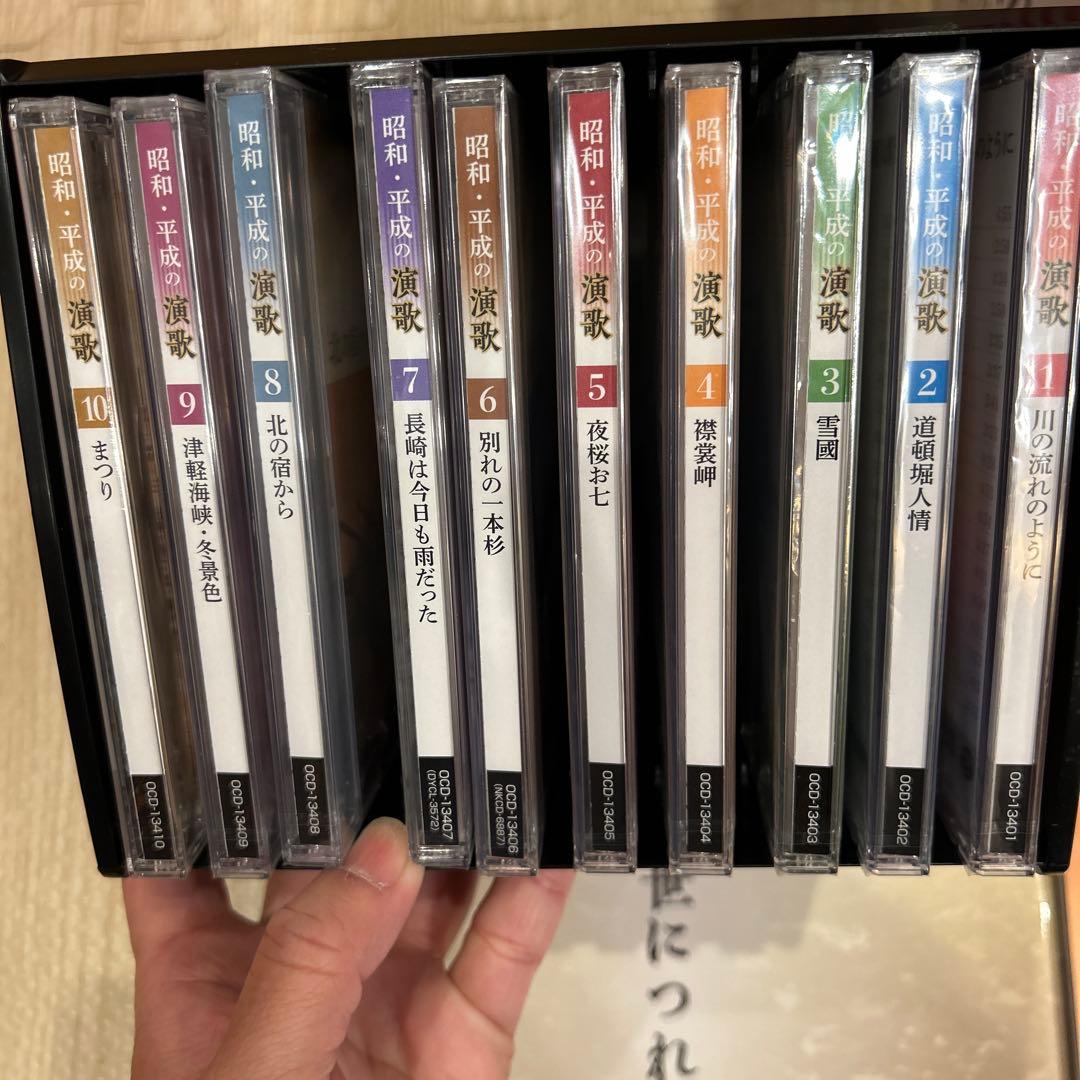 昭和・平成の演歌 1 川の流れのように
OCD-13401
昭和・平成の演歌 2 道頓堀人情
OCD-13402
昭和・平成の演歌 3 雪國
OCD-13403
昭和・平成の演歌 4 襟裳岬
OCD-13404
昭和・平成の演歌 5 夜桜お七
OCD-13405
昭和・平成の演歌 6 別れの一本杉
OCD-13406
(NKCD-6887)
昭和・平成の演歌 7 長崎は今日も雨だった
OCD-13407
(DYCL-3572)
昭和・平成の演歌 8 北の宿から
OCD-13408
昭和・平成の演歌 9 津軽海峡・冬景色
OCD-13409
昭和・平成の演歌 10 まつり
OCD-13410
世につれ